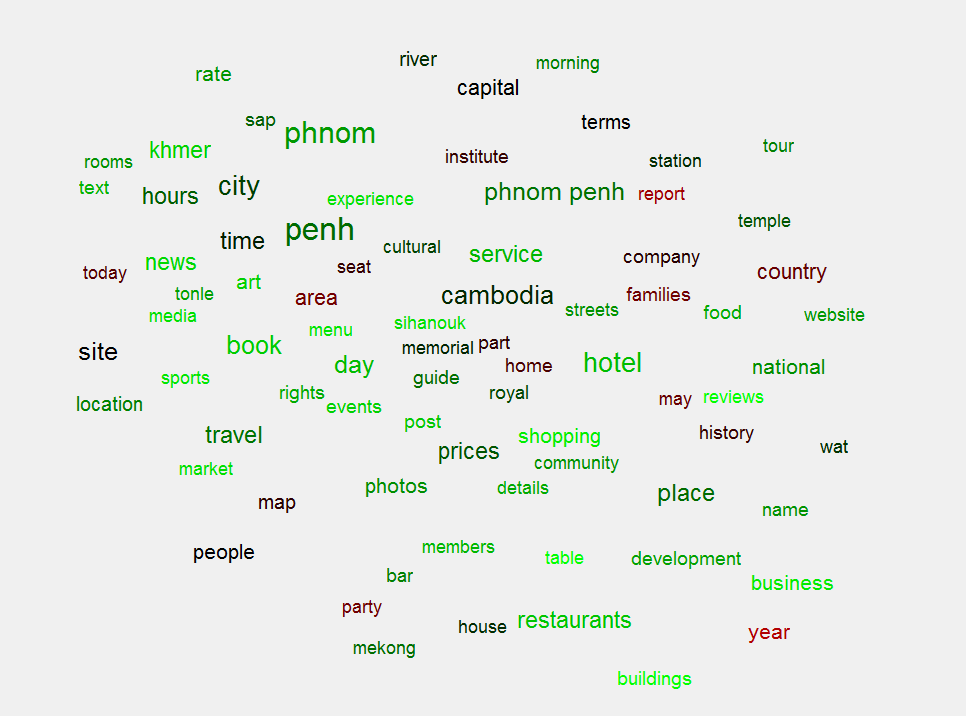 river
morning
rate
capital
sap
terms
phnom
tour
khmer
institute
station
rooms
text
city
hours
phnom penh
report
experience
temple
penh
time
cultural
service
company
news
seat
today
country
art
tonle
area
cambodia
families
streets
food
website
media
menu
sihanouk
part
site
book
memorial
day
home
hotel
national
sports
guide
rights
royal
may
reviews
location
events
post
travel
shopping
history
wat
prices
market
community
photos
details
place
map
name
people
members
table
development
bar
business
party
house
restaurants
year
mekong
buildings